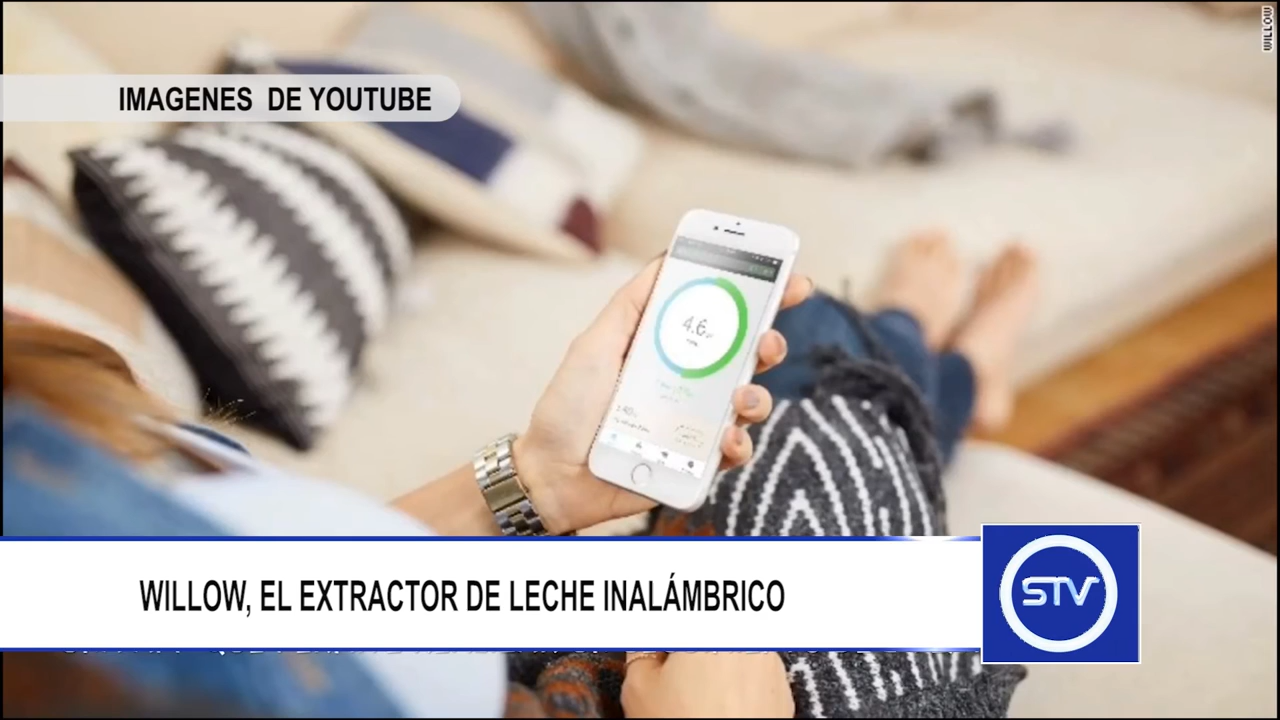 WILLOW
IMAGENES DE YOUTUBE
4.6
WILLOW, EL EXTRACTOR DE LECHE INALÁMBRICO
STV